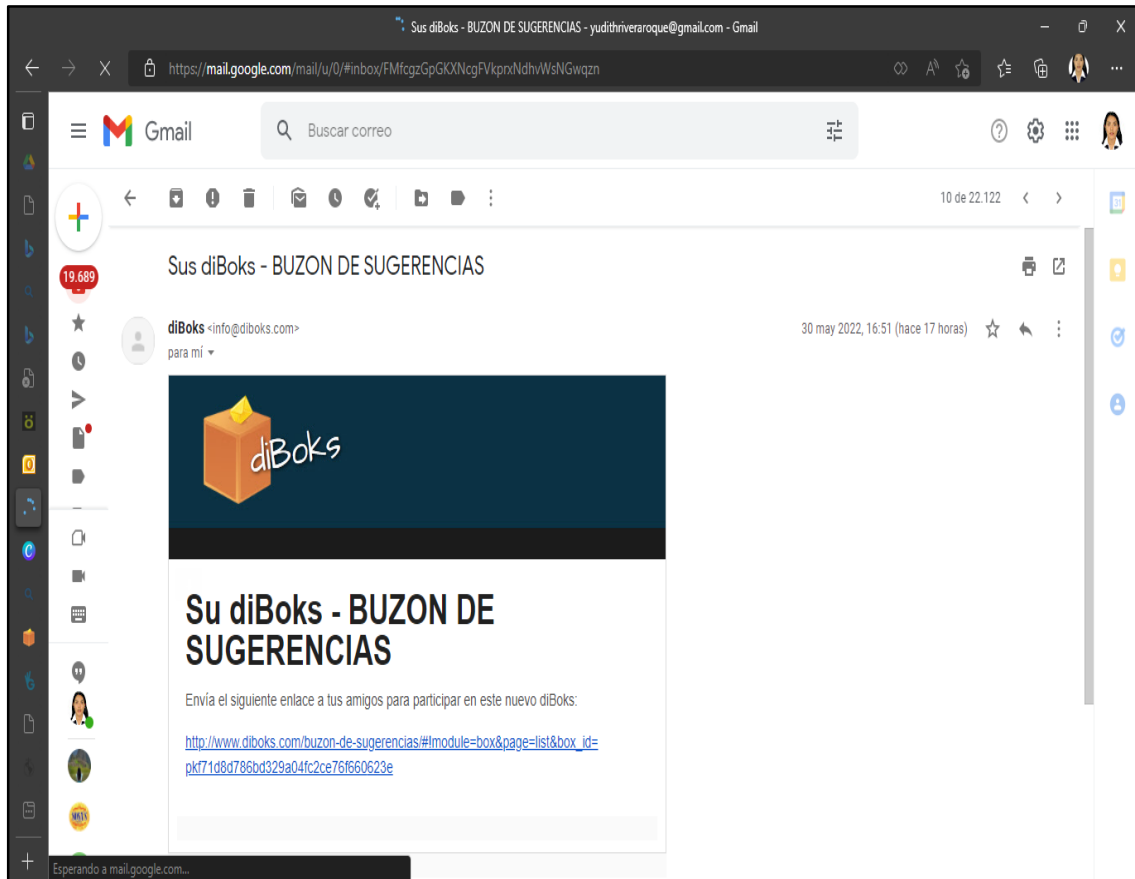 Sus diBoks - BUZON DE SUGERENCIAS - yudithriveraroque@gmail.com - Gmail
https://mail.google.com/mail/u/0/#inbox/FMfcgzGpGKXNcgFVkprxNdhvWsNGwqzn
Gmail
Buscar correo
10 de 22.122
31
19.689
Sus diBoks - BUZON DE SUGERENCIAS
diBoks <info@diboks.com>
30 may 2022, 16:51 (hace 17 horas)
para mí
diBoks
Su diBoks - BUZON DE
SUGERENCIAS
Envía el siguiente enlace a tus amigos para participar en este nuevo diBoks:
http://www.diboks.com/buzon-de-sugerencias/#!module=box&page=list&box_id=
pkf71d8d786bd329a04fc2ce76f660623e
Esperando a mail.google.com...